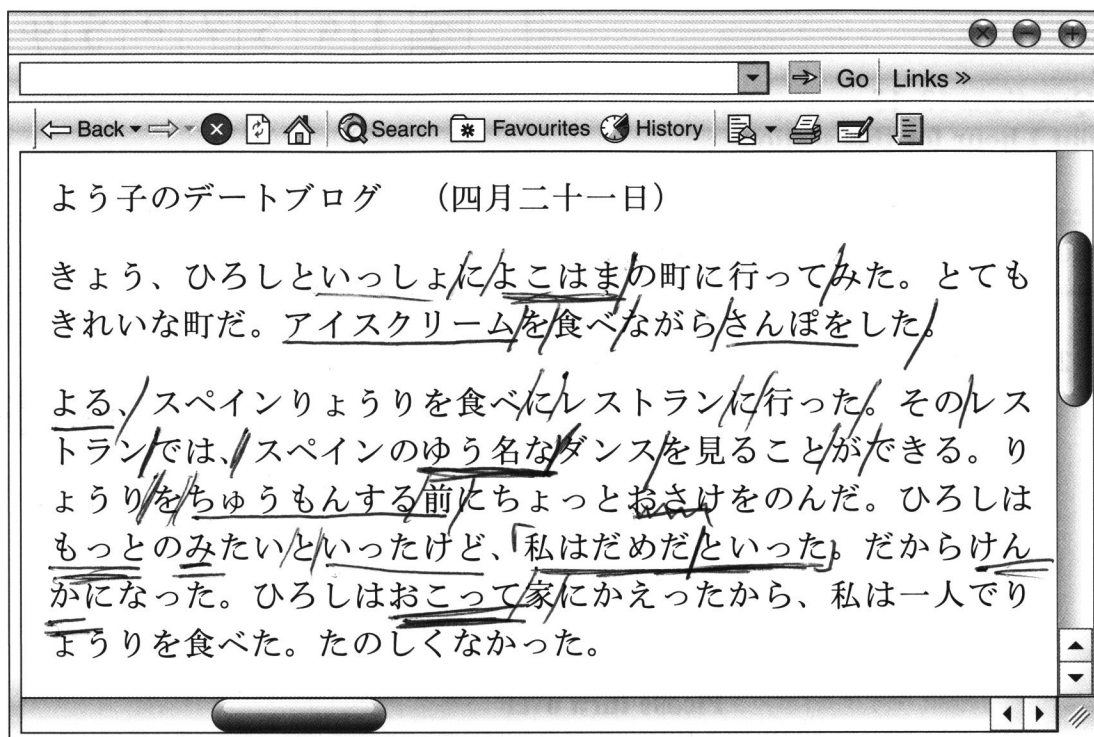 Go Links »
Back Search Favourites History
よう子のデートブログ　（四月二十一日）
きょう、ひろしといっしょによこはまの町に行ってみた。とても
きれいな町だ。アイスクリームを食べながらさんぽをした。
よる、スペインりょうりを食べにレストランに行った。そのレス
トランでは、スペインのゆう名なダンスを見ることができる。り
ょうりをちゅうもんする前にちょっとおさけをのんだ。ひろしは
もっとのみたいといったけど、「私はだめだといった」。だからけん
かになった。ひろしはおこって家にかえったから、私は一人でり
ょうりを食べた。たのしくなかった。